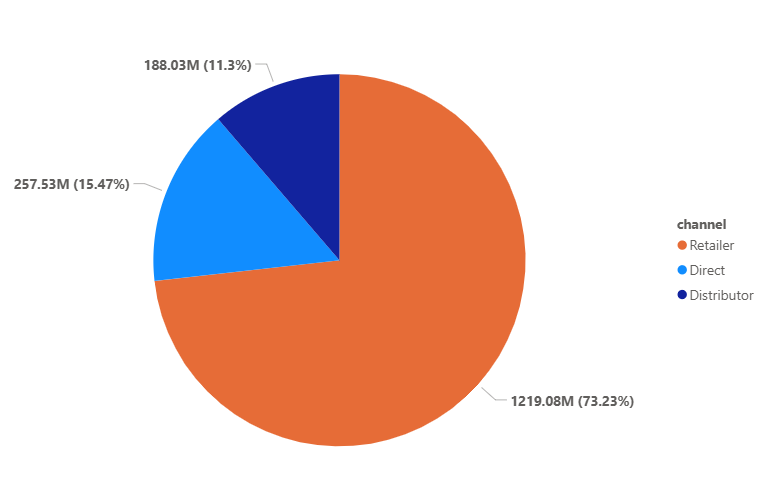 188.03M (11.3%)
257.53M (15.47%)
1219.08M (73.23%)
channel
Retailer
Direct
Distributor